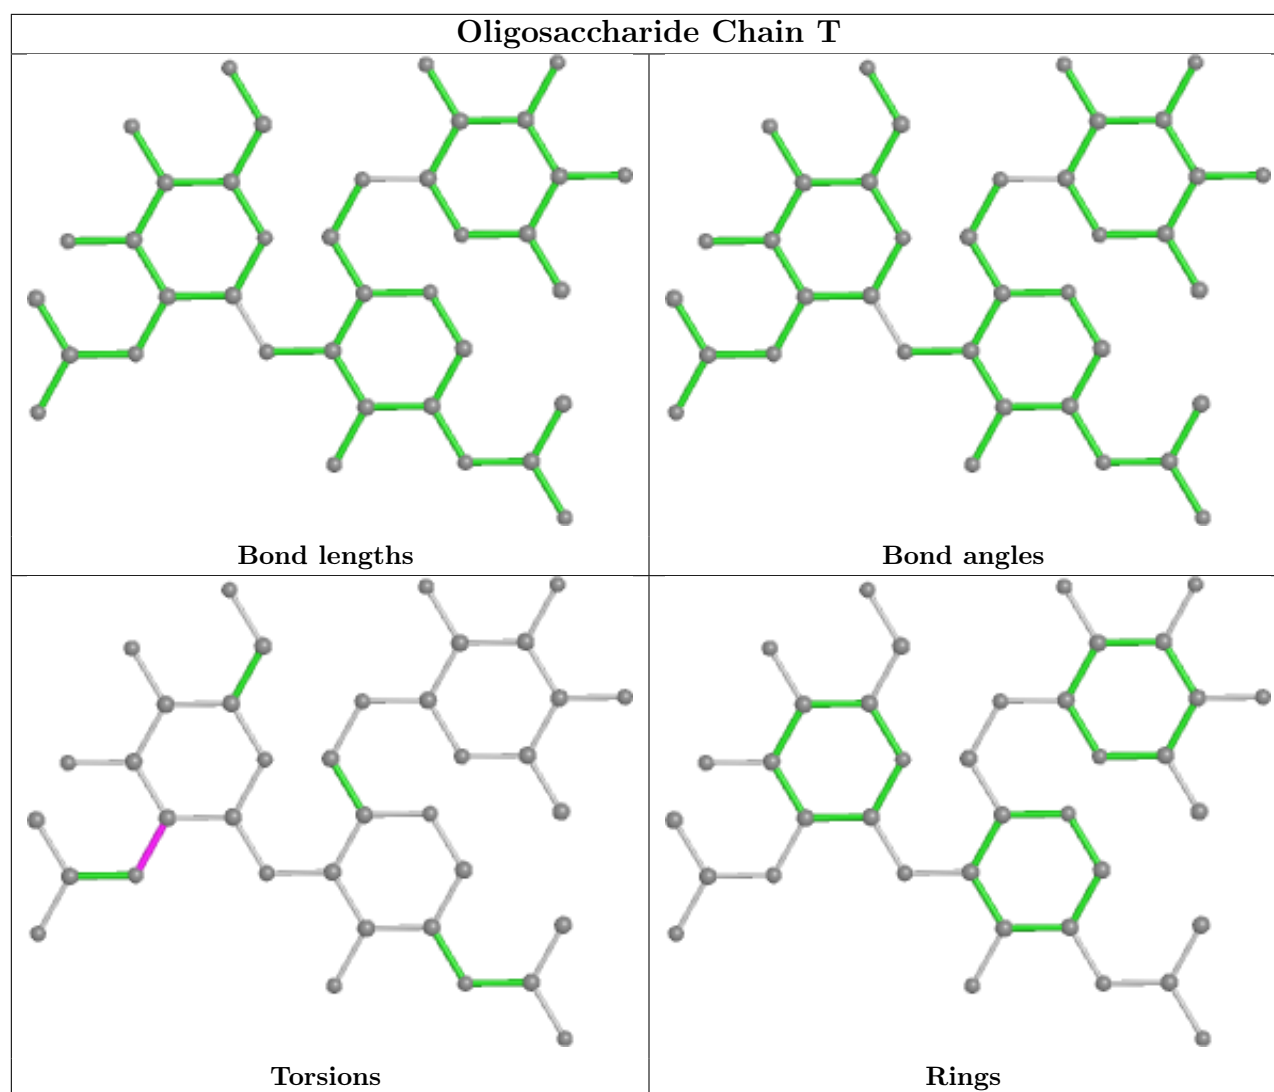 Oligosaccharide Chain T
Bond lengths
Bond angles
Torsions
Rings